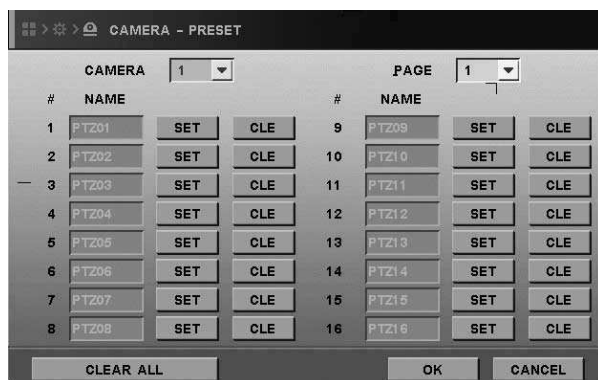 CAMERA - PRESET
CAMERA 1 PAGE 1
# NAME # NAME
1 PTZ01 SET CLE 9 PTZ09 SET CLE
2 PTZ02 SET CLE 10 PTZ10 SET CLE
3 PTZ03 SET CLE 11 PTZ11 SET CLE
4 PTZ04 SET CLE 12 PTZ12 SET CLE
5 PTZ05 SET CLE 13 PTZ13 SET CLE
6 PTZ06 SET CLE 14 PTZ14 SET CLE
7 PTZ07 SET CLE 15 PTZ15 SET CLE
8 PTZ08 SET CLE 16 PTZ16 SET CLE
CLEAR ALL OK CANCEL